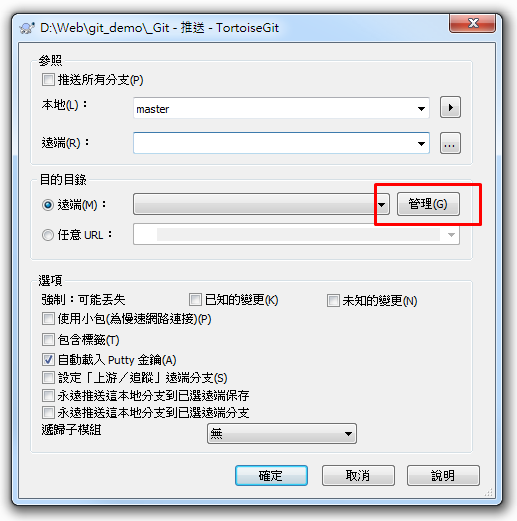 D:\Web\git_demo\_Git - 推送 - TortoiseGit
參照
推送所有分支(P)
本地(L)： master
遠端(R)： ...
目的目錄
遠端(M)： 管理(G)
任意 URL：
選項
強制：可能丟失 已知的變更(K) 未知的變更(N)
使用小包(為慢速網路連接)(P)
包含標籤(T)
自動載入 Putty 金鑰(A)
設定「上游／追蹤」遠端分支(S)
永遠推送這本地分支到已選遠端保存
永遠推送這本地分支到已選遠端分支
遞歸子模組 無
確定 取消 說明